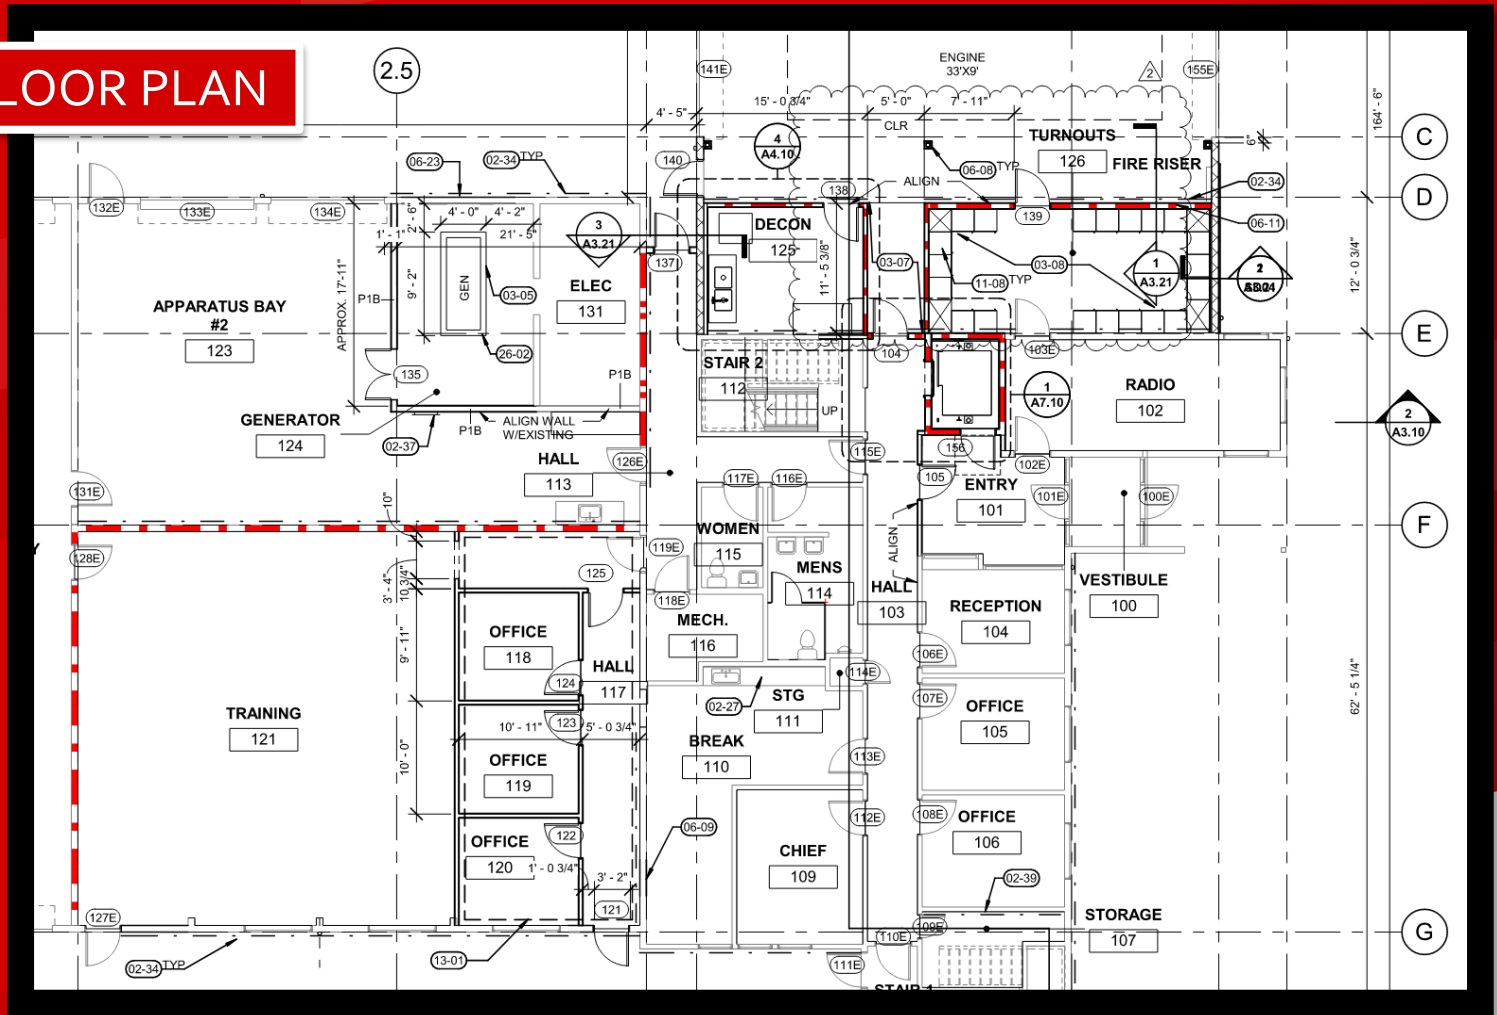 LOOR PLAN
2.5
141E
ENGINE
33'X9'
2
155E
15' - 0 3/4"
5' - 0"
7' - 11"
4' - 5"
CLR
164' - 6"
6"
C
4
A4.10
TURNOUTS
126
FIRE RISER
06-23
02-34
TYP
140
06-08
TYP
138
ALIGN
02-34
D
132E
133E
134E
2' - 6"
4' - 0"
4' - 2"
21' - 5"
1' - 1"
3
A3.21
DECON
125
139
06-11
137
03-07
03-08
11-08
TYP
1
A3.21
12' - 0 3/4"
11' - 5 3/8"
9' - 2"
GEN
03-05
ELEC
131
P1B
APPROX. 17'-11"
APPARATUS BAY
#2
123
26-02
E
135
104
103E
STAIR 2
112
UP
RADIO
102
1
A7.10
2
A3.10
P1B
GENERATOR
124
02-37
P1B
ALIGN WALL
W/EXISTING
HALL
113
126E
115E
156
102E
105
ENTRY
101
101E
100E
117E
116E
131E
10"
F
128E
WOMEN
115
119E
ALIGN
MENS
114
HALL
103
VESTIBULE
100
125
118E
3' - 4"
10 3/4"
RECEPTION
104
MECH.
116
OFFICE
118
9' - 11"
106E
HALL
117
124
114E
107E
02-27
STG
111
OFFICE
105
TRAINING
121
10' - 11"
123
5' - 0 3/4"
BREAK
110
113E
62' - 5 1/4"
10' - 0"
OFFICE
119
108E
112E
OFFICE
106
06-09
122
OFFICE
120
1' - 0 3/4"
3' - 2"
CHIEF
109
02-39
127E
121
109E
110E
STORAGE
107
G
02-34
TYP
13-01
111E
STAIR 1